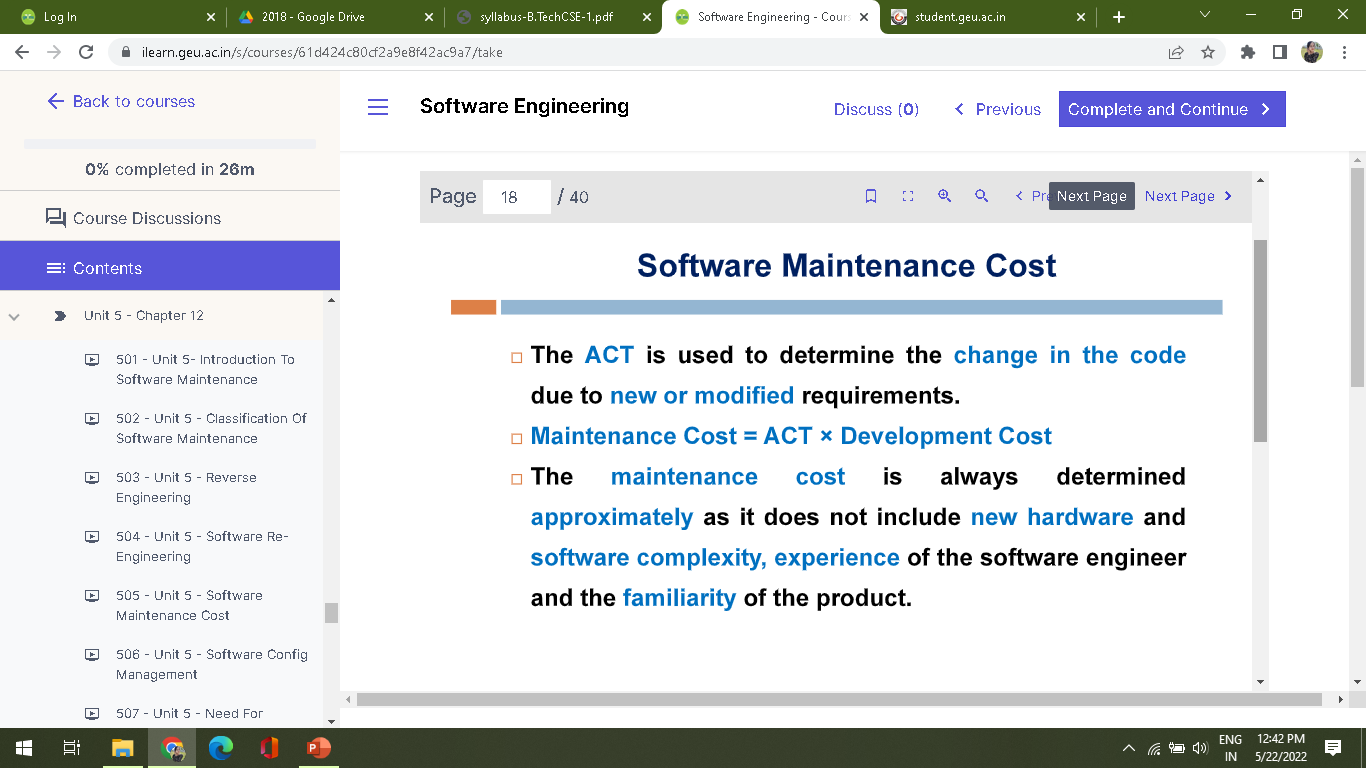 Log In
2018 - Google Drive
syllabus-B.TechCSE-1.pdf
Software Engineering - Cour
student.geu.ac.in
ilearn.geu.ac.in/s/courses/61d424c80cf2a9e8f42ac9a7/take
Back to courses
0% completed in 26m
Course Discussions
Contents
Unit 5 - Chapter 12
501 - Unit 5- Introduction To
Software Maintenance
502 - Unit 5 - Classification Of
Software Maintenance
503 - Unit 5 - Reverse
Engineering
504 - Unit 5 - Software Re-
Engineering
505 - Unit 5 - Software
Maintenance Cost
506 - Unit 5 - Software Config
Management
507 - Unit 5 - Need For
Software Engineering
Discuss (0)
Previous
Complete and Continue
Page 18 / 40
Pre
Next Page
Next Page
Software Maintenance Cost
The ACT is used to determine the change in the code
due to new or modified requirements.
Maintenance Cost = ACT × Development Cost
The maintenance cost is always determined
approximately as it does not include new hardware and
software complexity, experience of the software engineer
and the familiarity of the product.
ENG
IN
12:42 PM
5/22/2022